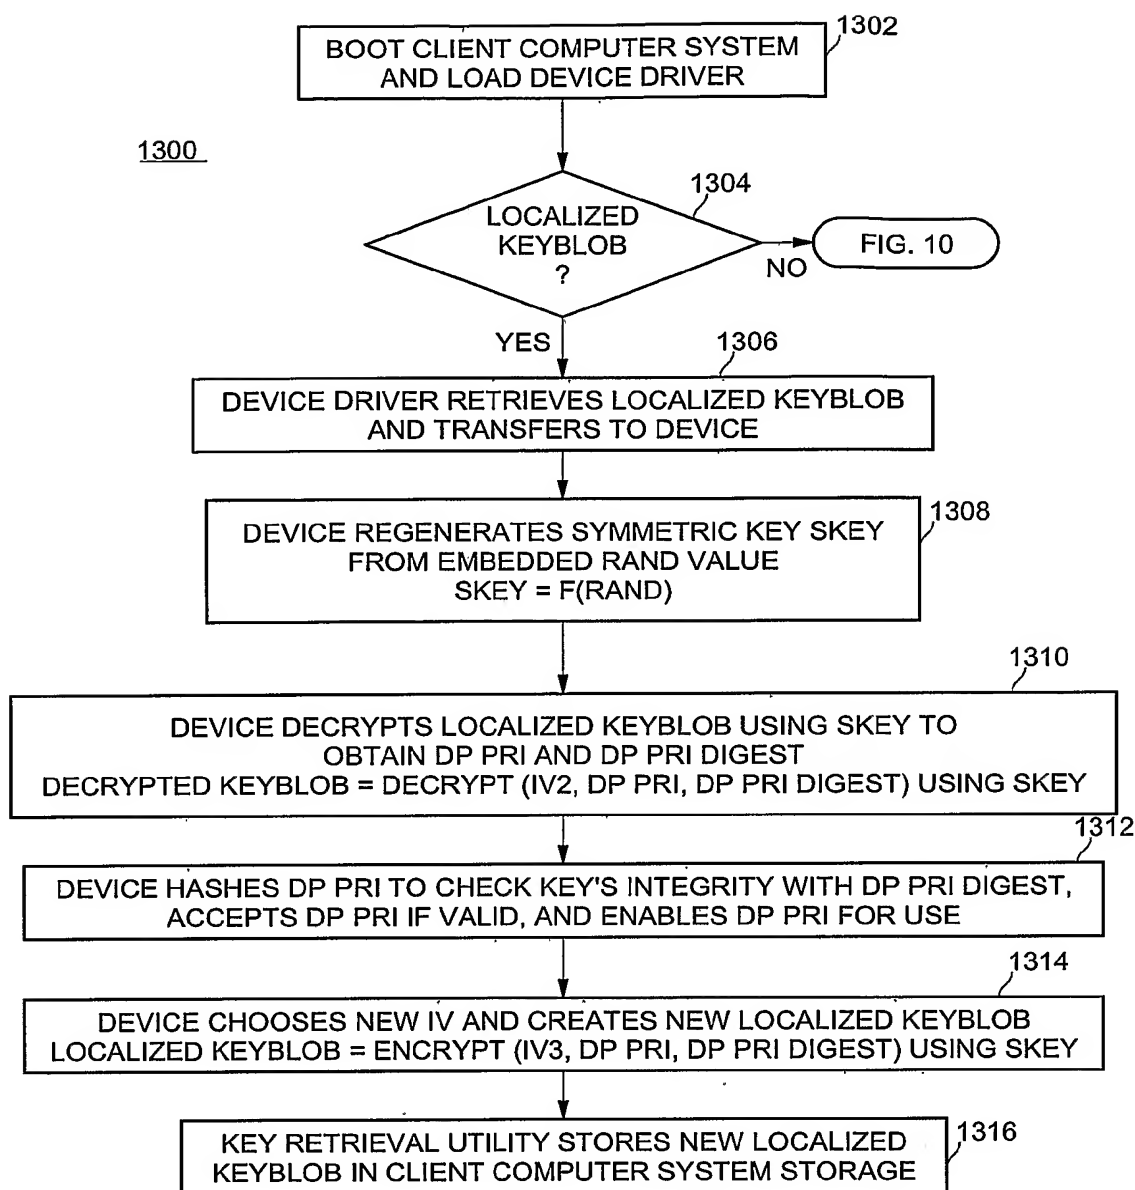 1302
BOOT CLIENT COMPUTER SYSTEM
AND LOAD DEVICE DRIVER
1300
1304
LOCALIZED
KEYBLOB
?
NO
FIG. 10
YES
1306
DEVICE DRIVER RETRIEVES LOCALIZED KEYBLOB
AND TRANSFERS TO DEVICE
1308
DEVICE REGENERATES SYMMETRIC KEY SKEY
FROM EMBEDDED RAND VALUE
SKEY = F(RAND)
1310
DEVICE DECRYPTS LOCALIZED KEYBLOB USING SKEY TO
OBTAIN DP PRI AND DP PRI DIGEST
DECRYPTED KEYBLOB = DECRYPT (IV2, DP PRI, DP PRI DIGEST) USING SKEY
1312
DEVICE HASHES DP PRI TO CHECK KEY'S INTEGRITY WITH DP PRI DIGEST,
ACCEPTS DP PRI IF VALID, AND ENABLES DP PRI FOR USE
1314
DEVICE CHOOSES NEW IV AND CREATES NEW LOCALIZED KEYBLOB
LOCALIZED KEYBLOB = ENCRYPT (IV3, DP PRI, DP PRI DIGEST) USING SKEY
1316
KEY RETRIEVAL UTILITY STORES NEW LOCALIZED
KEYBLOB IN CLIENT COMPUTER SYSTEM STORAGE